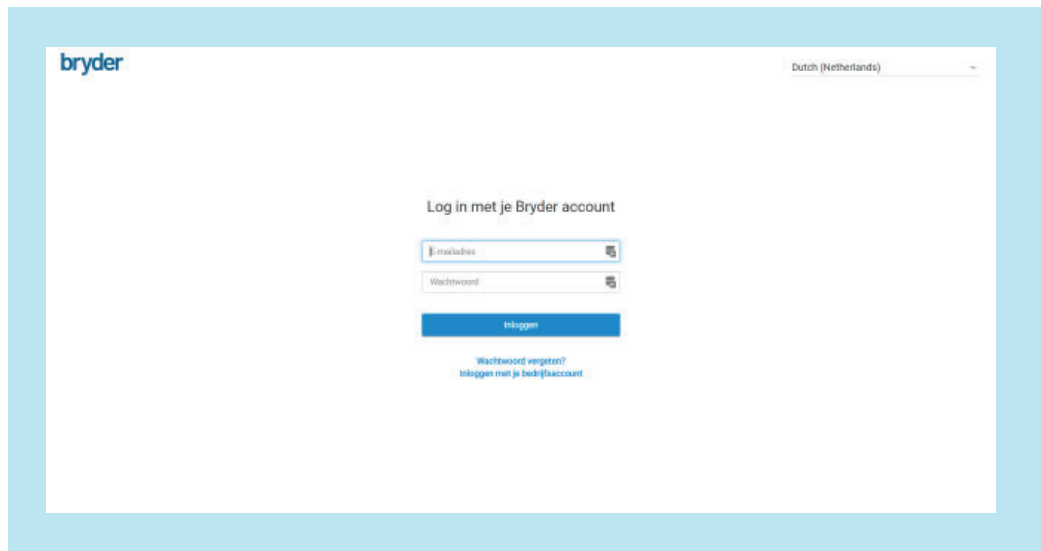 bryder
Dutch (Netherlands)
Log in met je Bryder account
E-mailadres
Wachtwoord
Inloggen
Wachtwoord vergeten?
Inloggen met je bedrijfsaccount